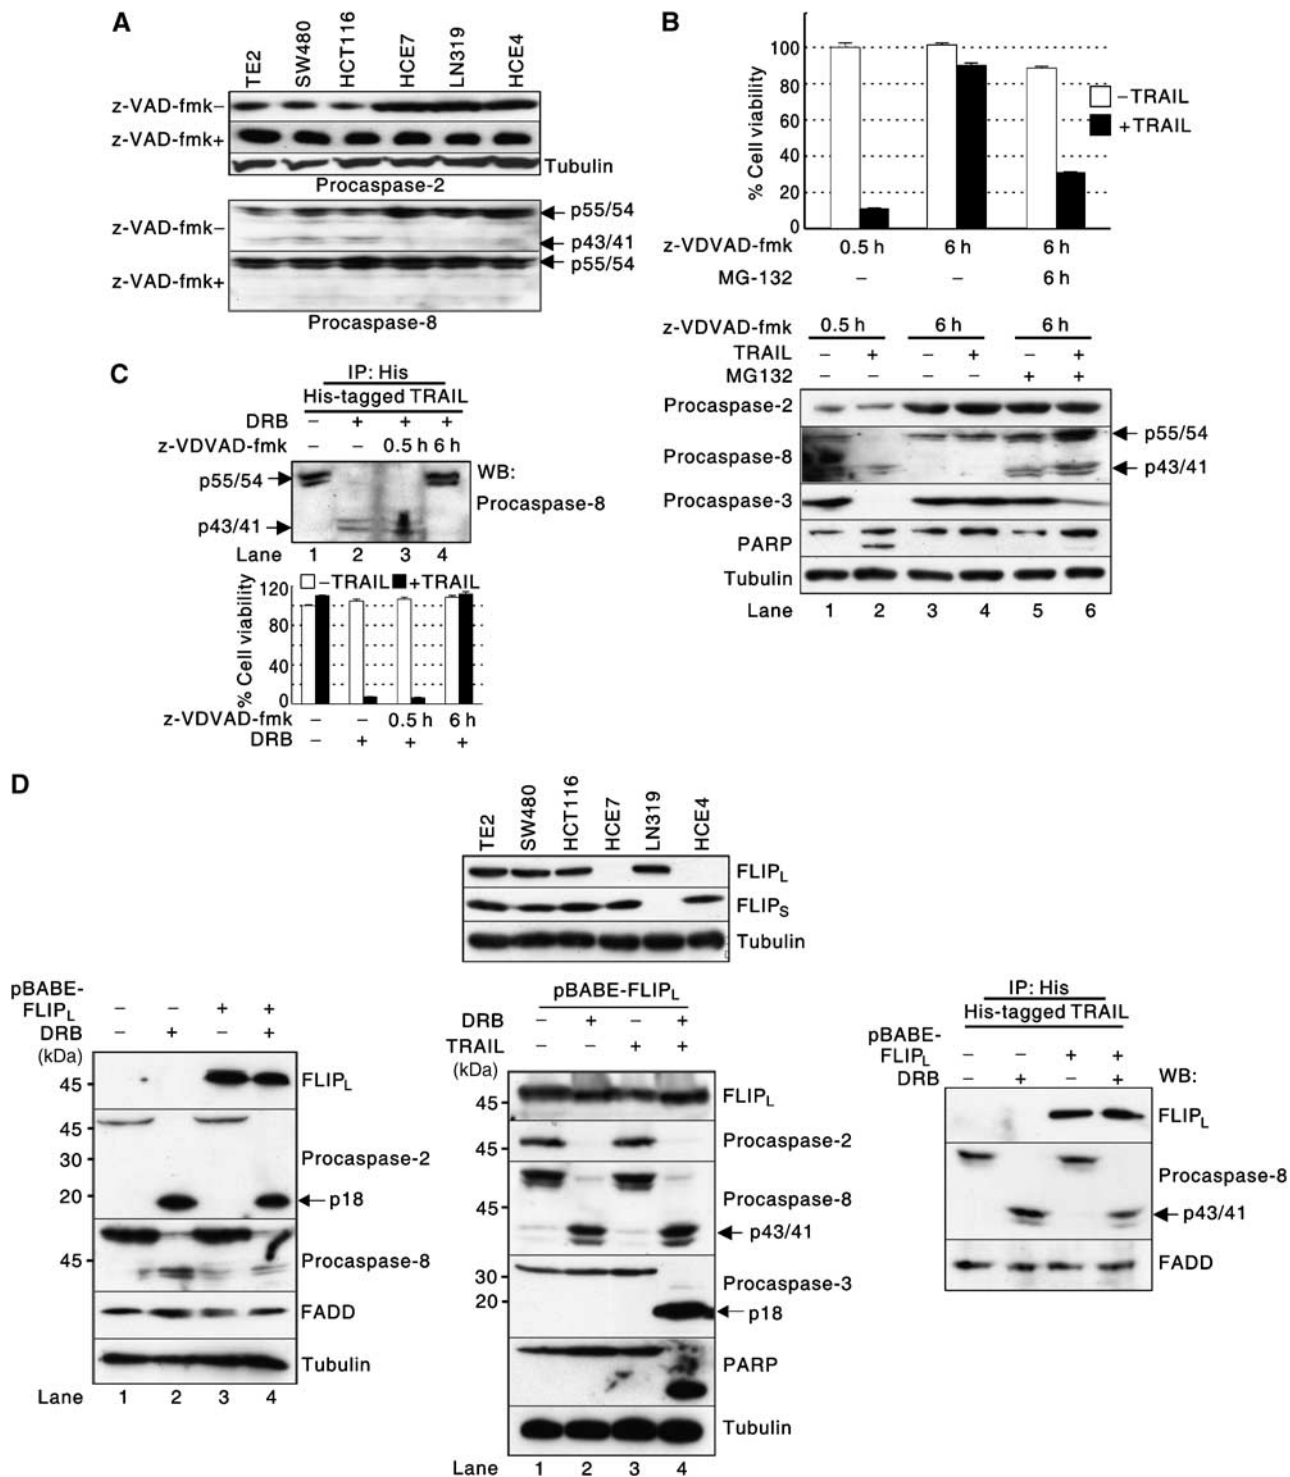 A
TE2 SW480 HCT116 HCE7 LN319 HCE4
z-VAD-fmk−
z-VAD-fmk+
Tubulin
Procaspase-2
z-VAD-fmk−
p55/54
p43/41
z-VAD-fmk+
p55/54
Procaspase-8
B
% Cell viability
100
80
60
40
20
0
−TRAIL
+TRAIL
z-VDVAD-fmk 0.5 h 6 h 6 h
MG-132 − − 6 h
z-VDVAD-fmk 0.5 h 6 h 6 h
TRAIL − + − + − +
MG132 − − − − + +
Procaspase-2
Procaspase-8
p55/54
p43/41
Procaspase-3
PARP
Tubulin
Lane 1 2 3 4 5 6
C
IP: His
His-tagged TRAIL
DRB − + + +
z-VDVAD-fmk − − 0.5 h 6 h
p55/54
WB:
Procaspase-8
p43/41
Lane 1 2 3 4
−TRAIL +TRAIL
% Cell viability
120
80
40
0
z-VDVAD-fmk − − 0.5 h 6 h
DRB − + + +
D
TE2 SW480 HCT116 HCE7 LN319 HCE4
FLIPL
FLIPS
Tubulin
pBABE-
FLIPL − − + +
DRB − + − +
(kDa)
45
FLIPL
45
30
Procaspase-2
20
p18
45
Procaspase-8
FADD
Tubulin
Lane 1 2 3 4
pBABE-FLIPL
DRB − + − +
TRAIL − − + +
(kDa)
45
FLIPL
45
Procaspase-2
45
Procaspase-8
p43/41
30
Procaspase-3
20
p18
PARP
Tubulin
Lane 1 2 3 4
IP: His
His-tagged TRAIL
pBABE-
FLIPL − − + +
DRB − + − + WB:
FLIPL
Procaspase-8
p43/41
FADD